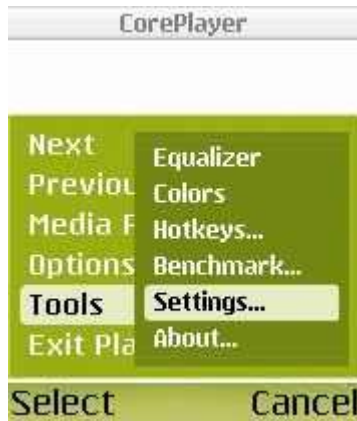 CorePlayer
Next
Previou
Media F
Options
Tools
Exit Pla
Equalizer
Colors
Hotkeys...
Benchmark...
Settings...
About...
Select
Cancel